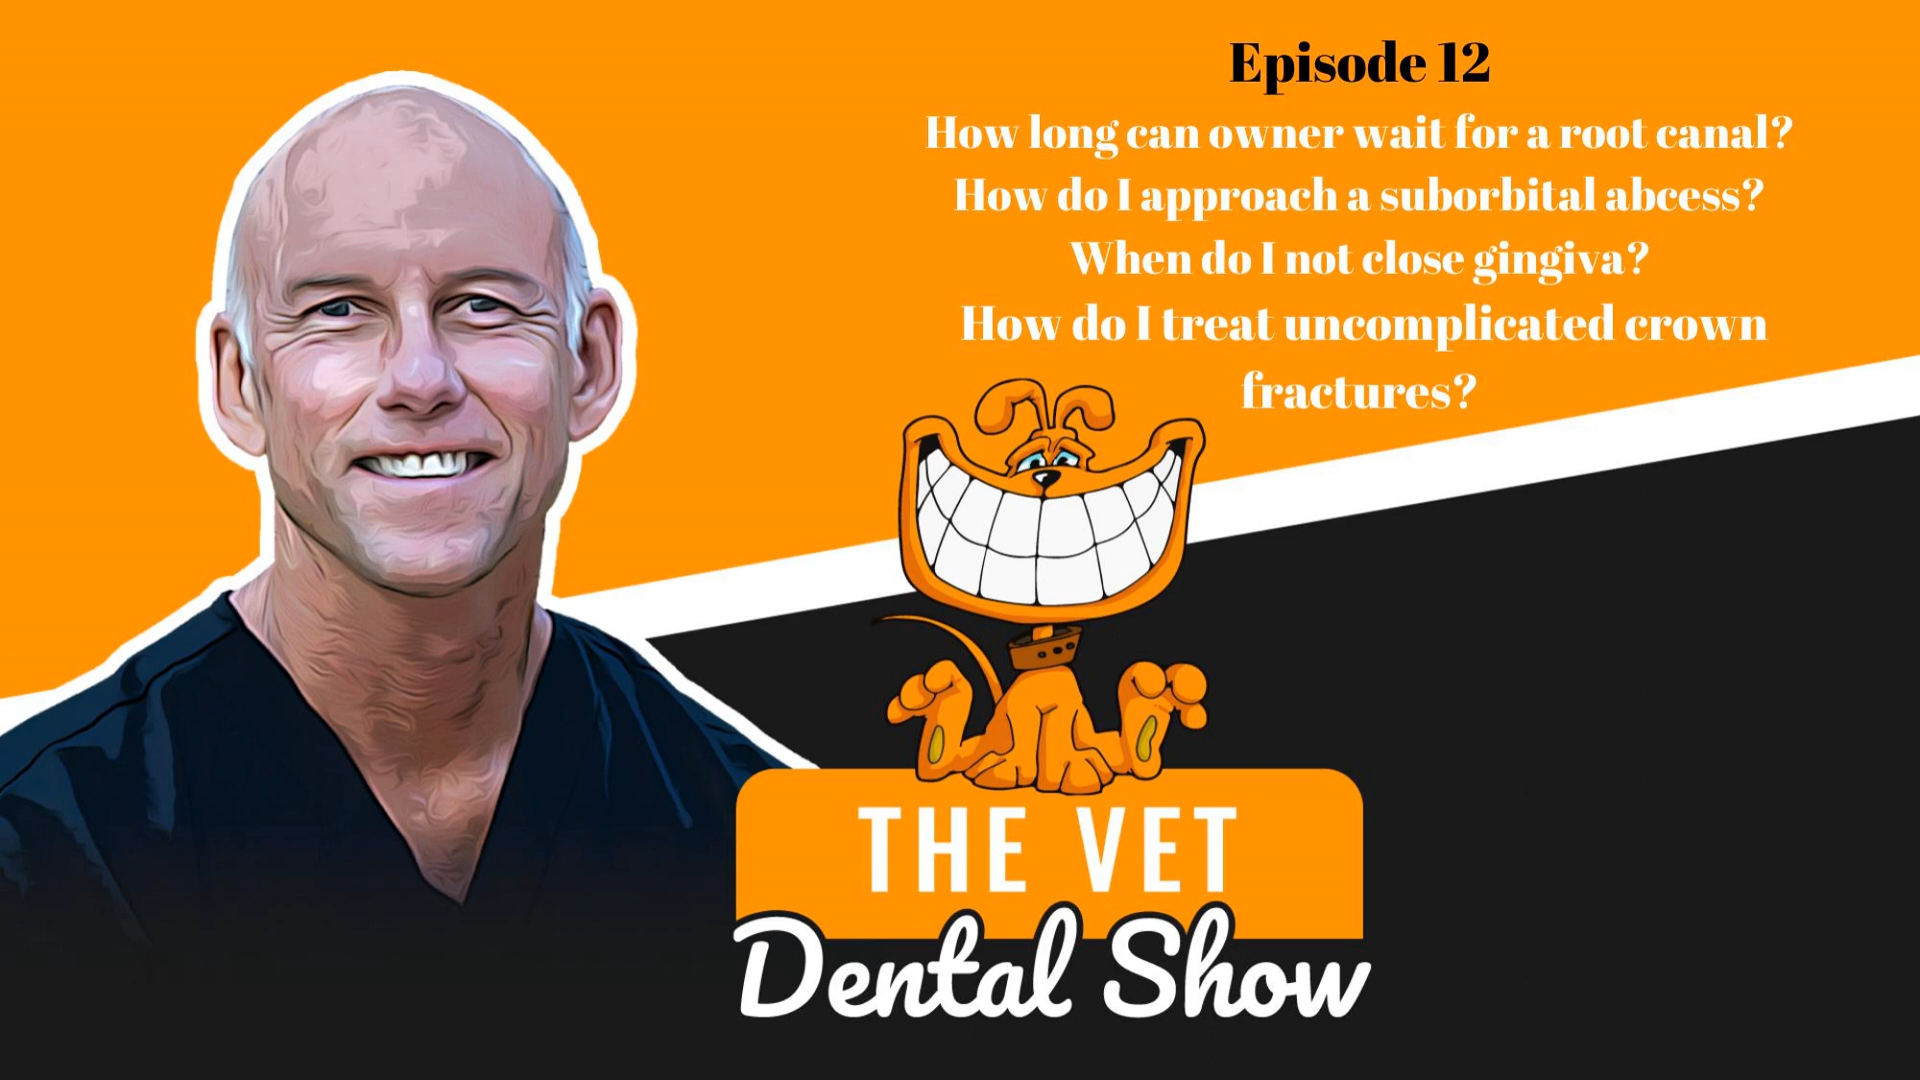 Episode 12
How long can owner wait for a root canal?
How do I approach a suborbital abcess?
When do I not close gingiva?
How do I treat uncomplicated crown
fractures?
THE VET
Dental Show